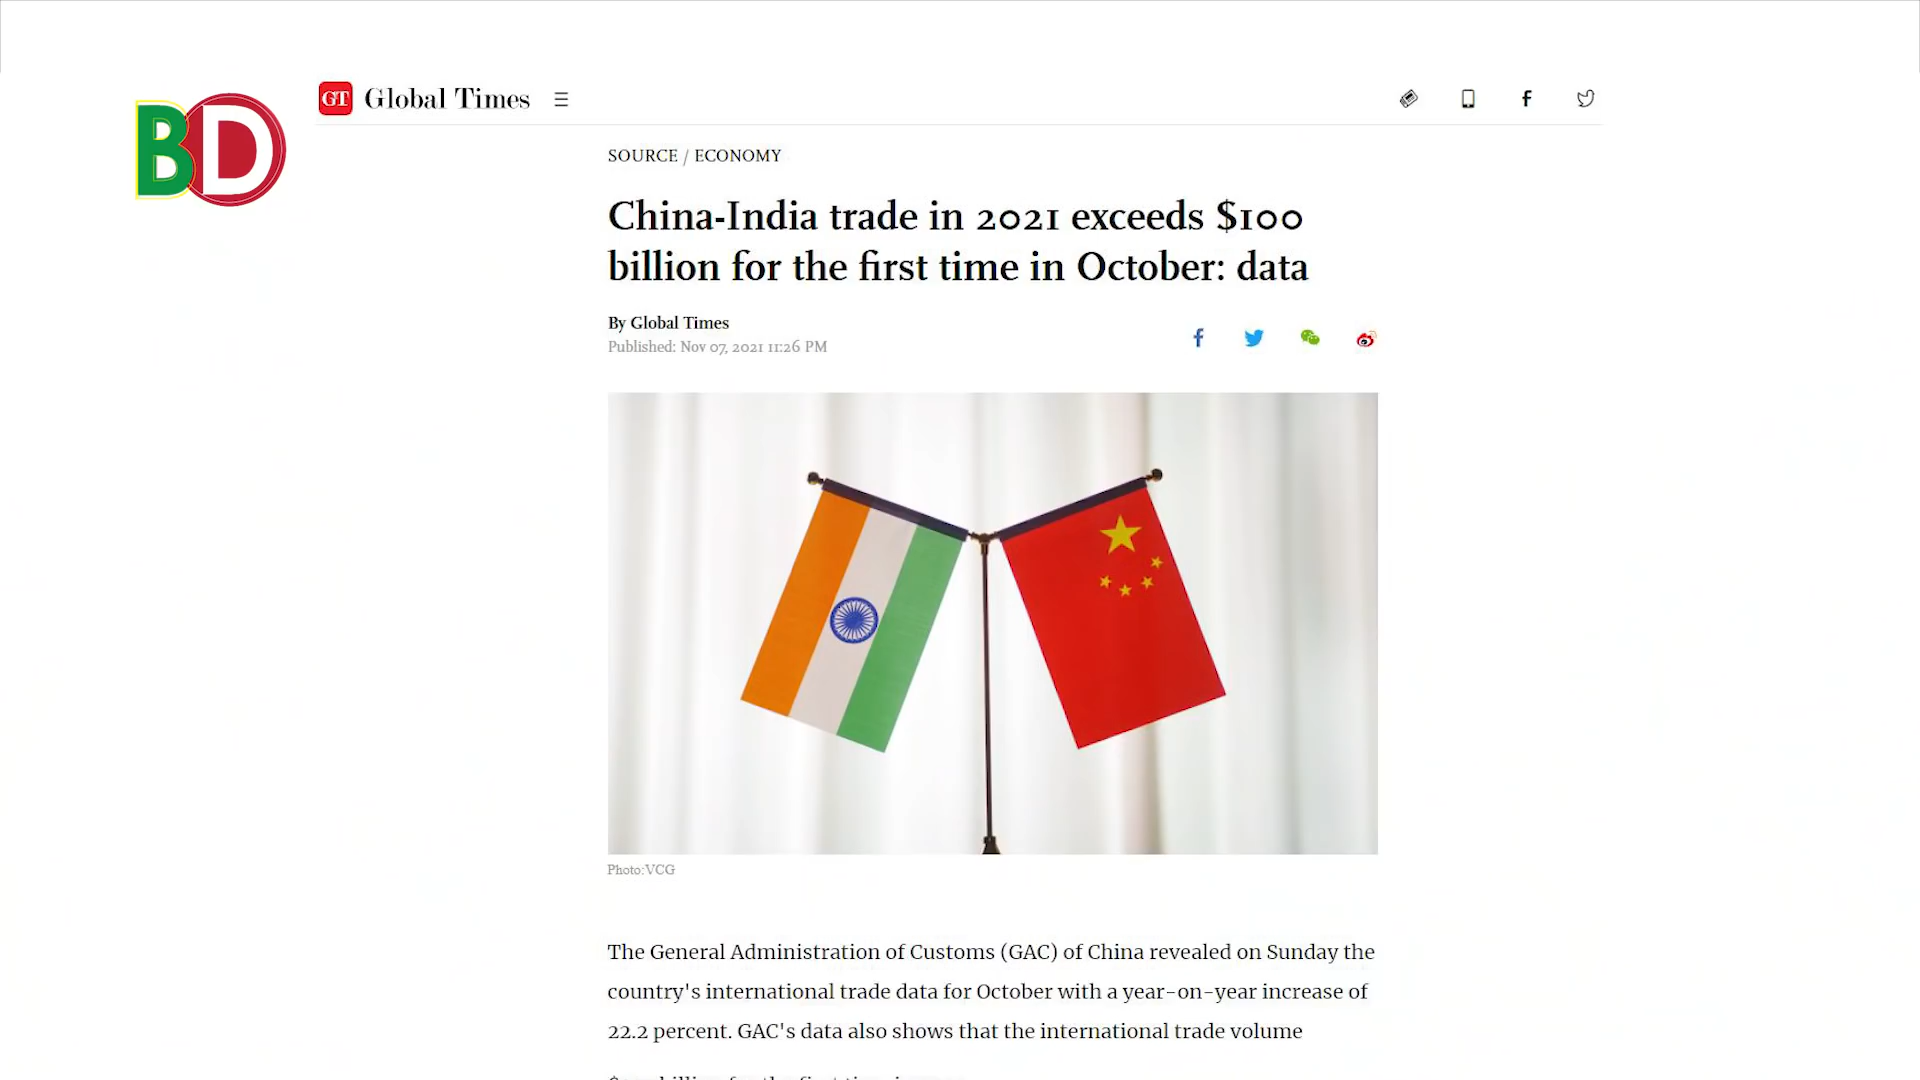 BD
GT Global Times
SOURCE / ECONOMY
China-India trade in 2021 exceeds $100
billion for the first time in October: data
By Global Times
Published: Nov 07, 2021 11:26 PM
Photo:VCG
The General Administration of Customs (GAC) of China revealed on Sunday the
country's international trade data for October with a year-on-year increase of
22.2 percent. GAC's data also shows that the international trade volume